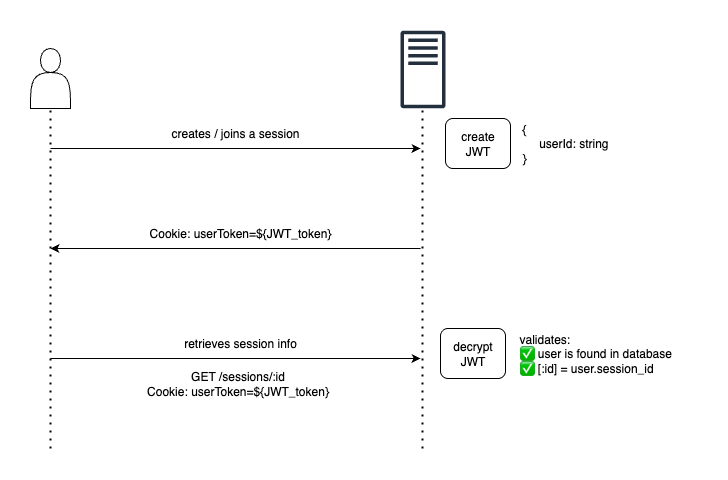 creates / joins a session
create
JWT
{
userId: string
}
Cookie: userToken=${JWT_token}
retrieves session info
GET /sessions/:id
Cookie: userToken=${JWT_token}
decrypt
JWT
validates:
✅ user is found in database
✅ [:id] = user.session_id